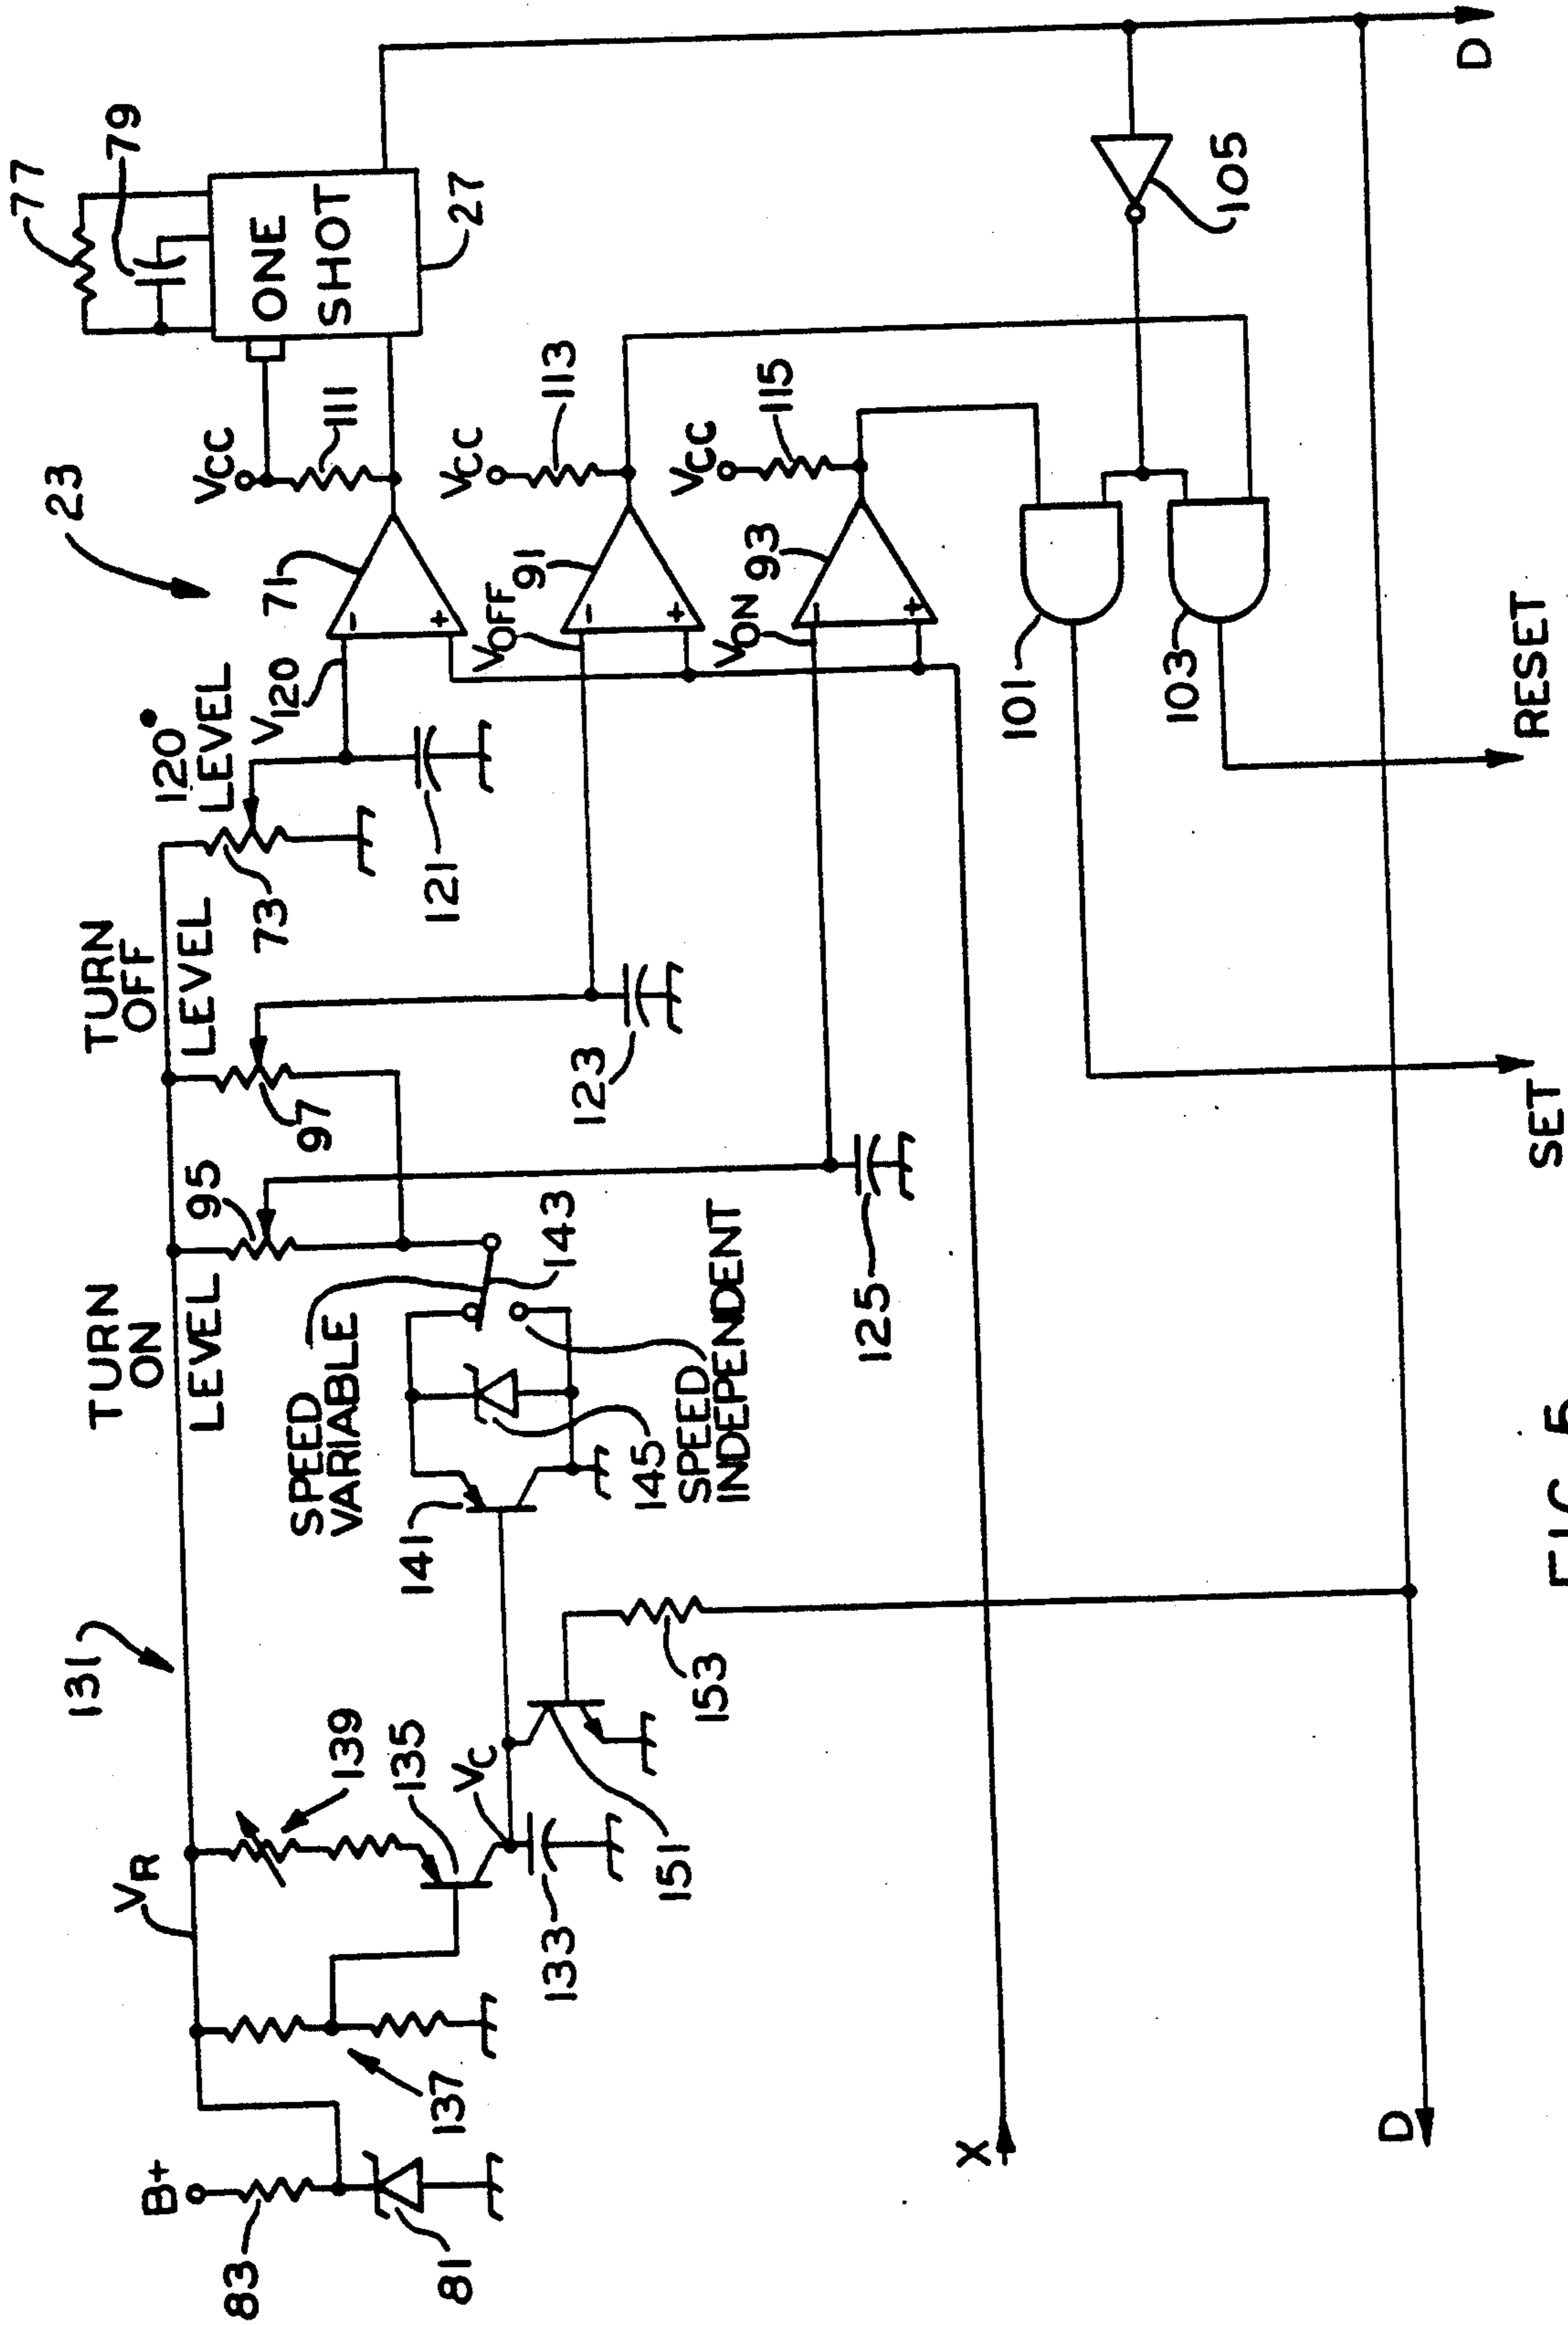 23
77
79
ONE
SHOT
27
VCC
111
71
V120
120°
LEVEL
73
121
VCC
113
VOFF
91
VCC
115
VON
93
TURN
OFF
LEVEL
97
123
TURN
ON
LEVEL
95
125
SPEED
VARIABLE
143
145
SPEED
INDEPENDENT
141
131
139
135
VC
VR
133
151
153
137
B+
83
81
X
D
101
103
105
D
SET
RESET